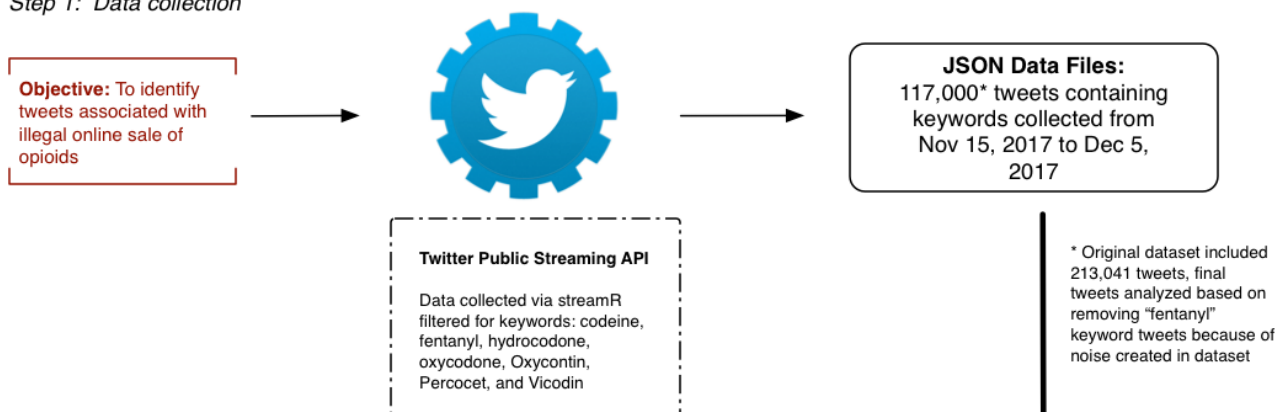 Step 1: Data collection
Objective: To identify
tweets associated with
illegal online sale of
opioids
JSON Data Files:
117,000* tweets containing
keywords collected from
Nov 15, 2017 to Dec 5,
2017
Twitter Public Streaming API
Data collected via streamR
filtered for keywords: codeine,
fentanyl, hydrocodone,
oxycodone, Oxycontin,
Percocet, and Vicodin
* Original dataset included
213,041 tweets, final
tweets analyzed based on
removing “fentanyl”
keyword tweets because of
noise created in dataset